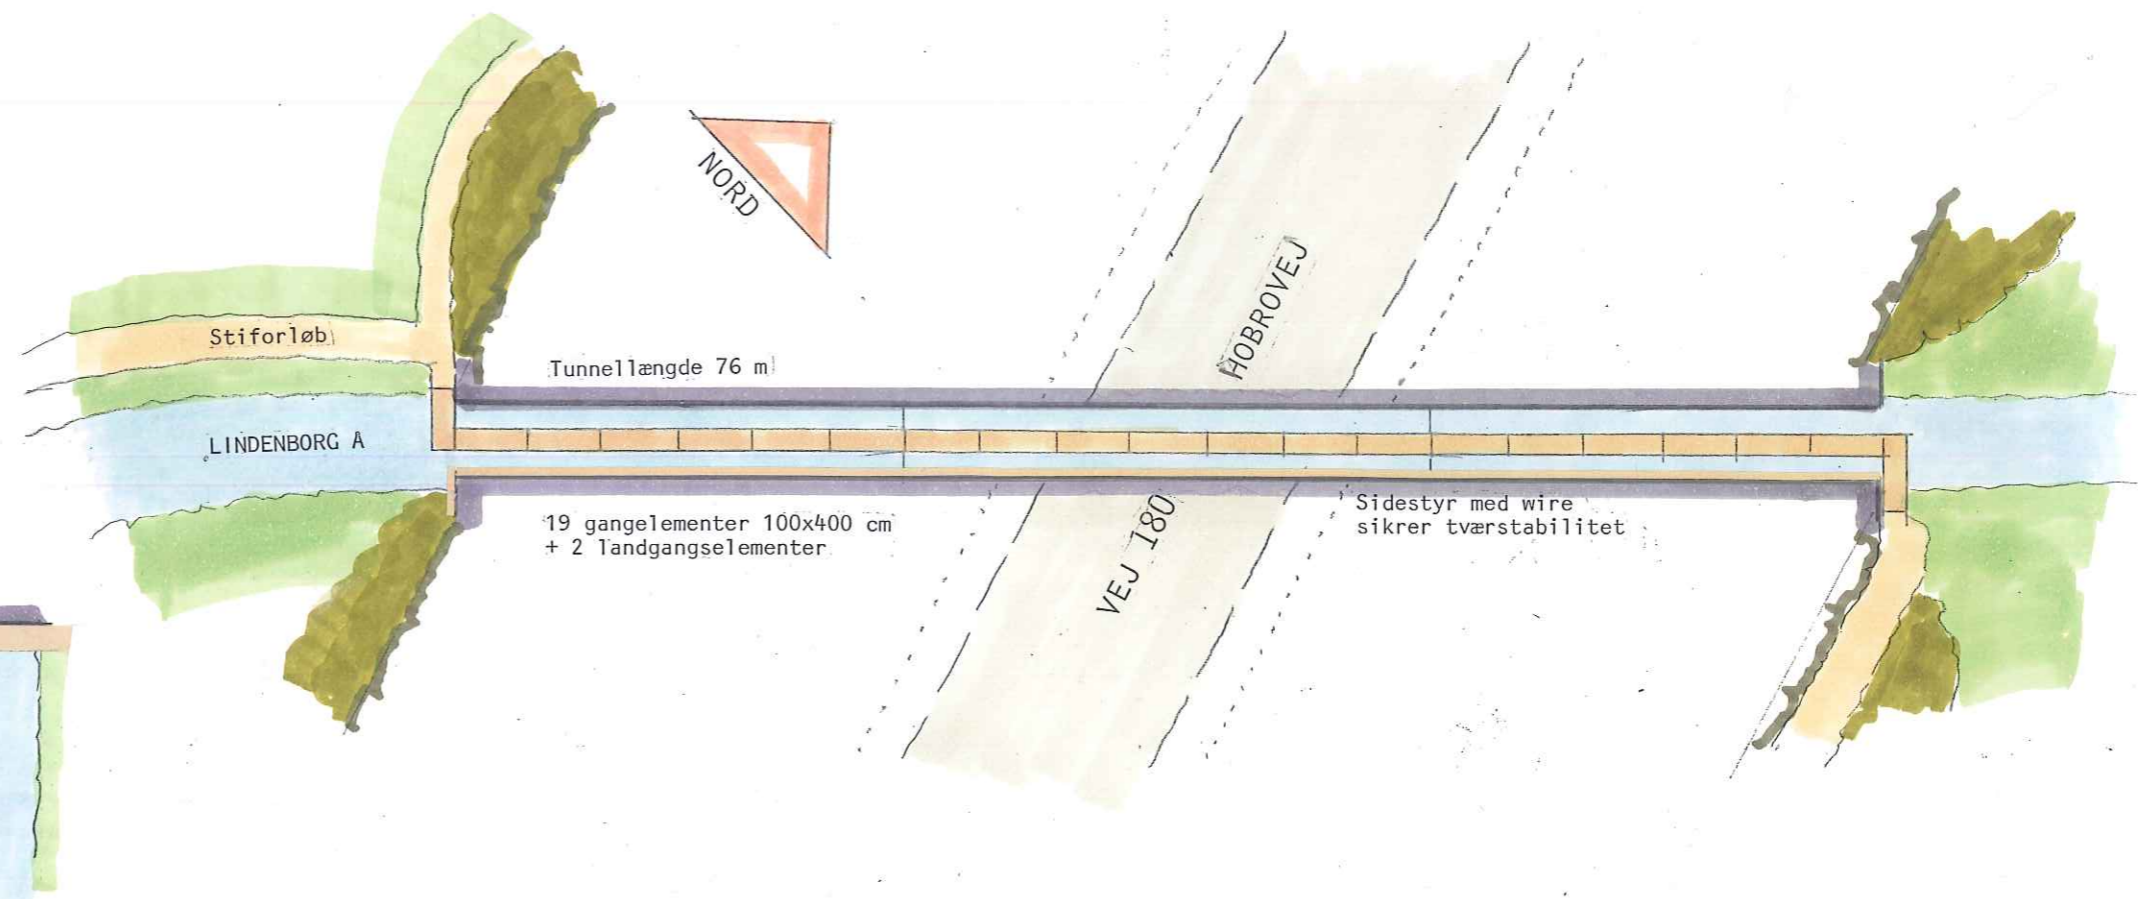 NORD
HOBROVEJ
Stiforløb
Tunnellængde 76 m
LINDENBORG A
19 gangelementer 100x400 cm
+ 2 landgangselementer
VEJ 180
Sidestyr med wire
sikrer tværstabilitet